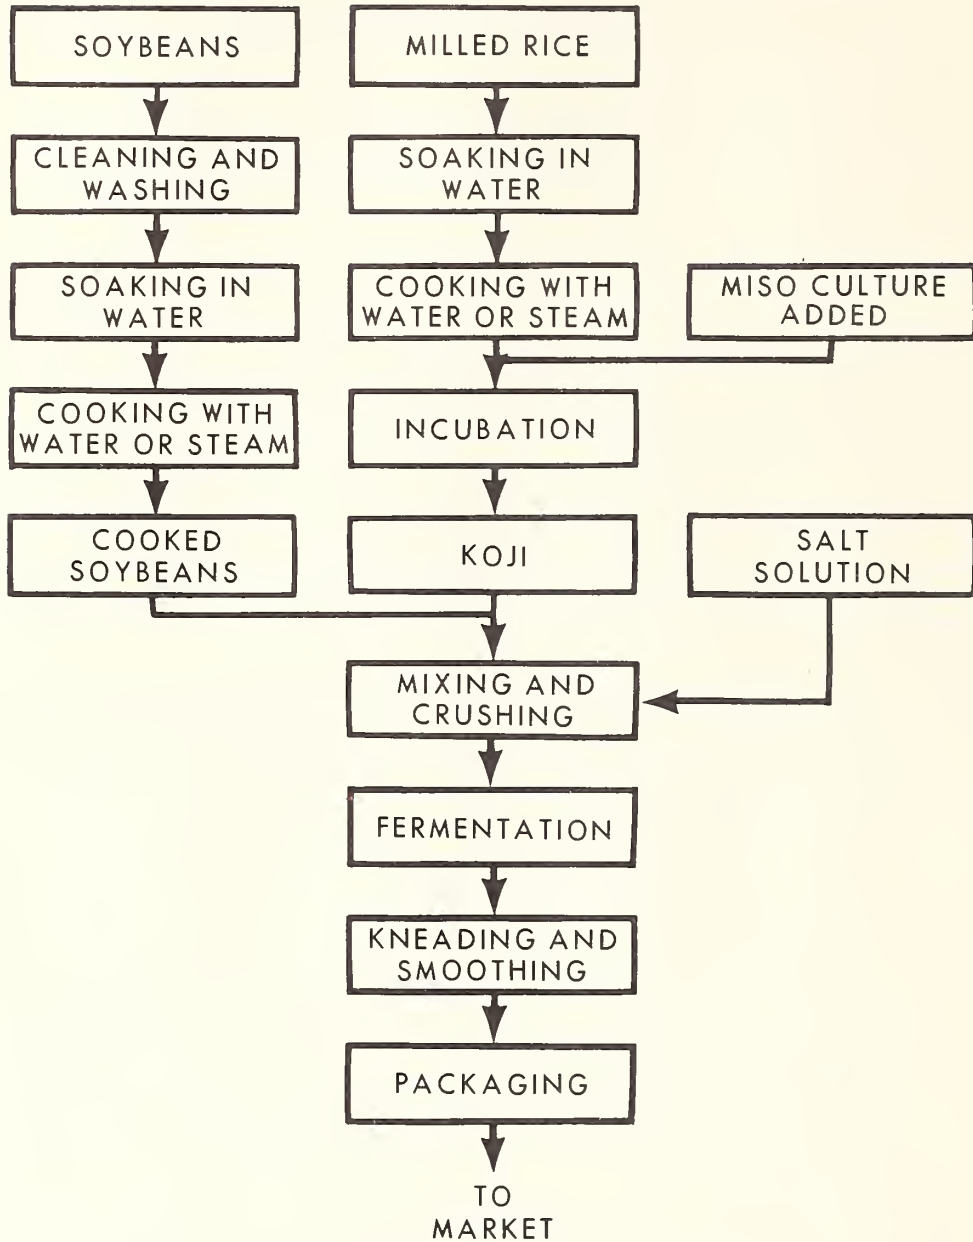 SOYBEANS
MILLED RICE
CLEANING AND
WASHING
SOAKING IN
WATER
SOAKING IN
WATER
COOKING WITH
WATER OR STEAM
MISO CULTURE
ADDED
COOKING WITH
WATER OR STEAM
INCUBATION
COOKED
SOYBEANS
KOJI
SALT
SOLUTION
MIXING AND
CRUSHING
FERMENTATION
KNEADING AND
SMOOTHING
PACKAGING
TO
MARKET